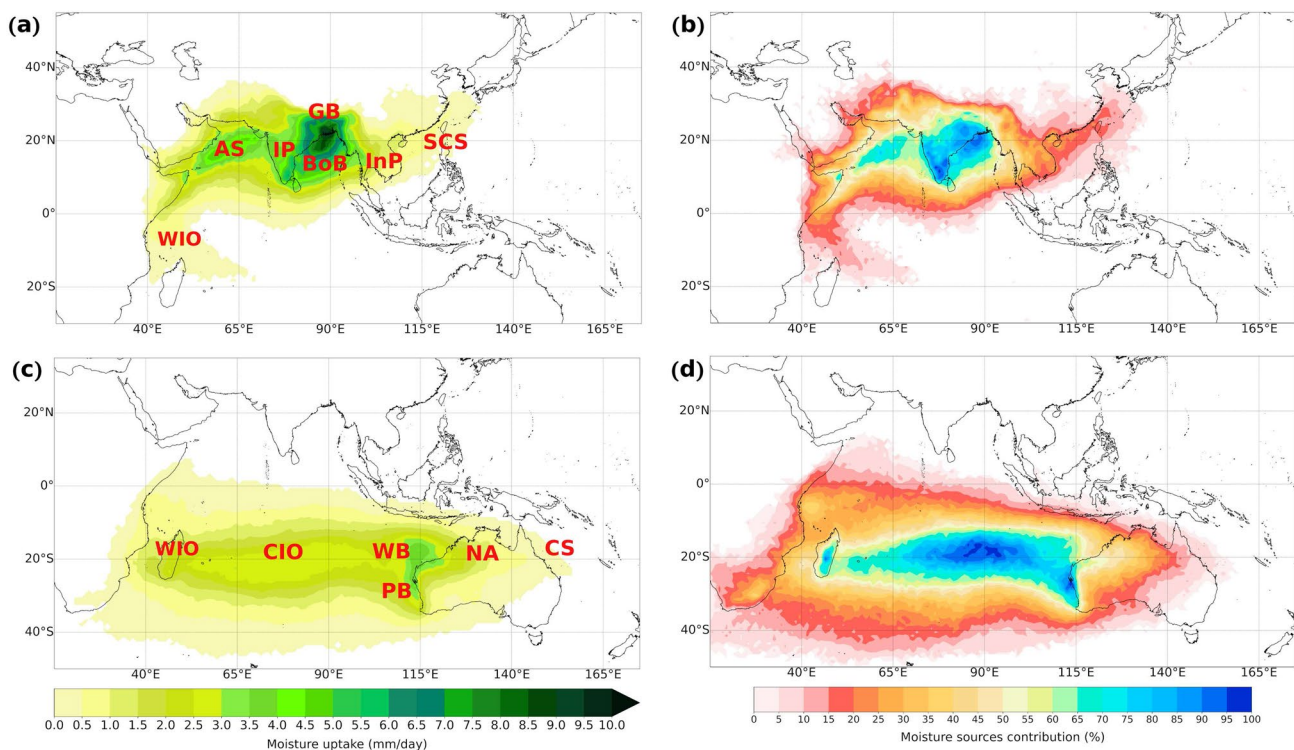 (a)
40°N
20°N
0°
20°S
GB
AS
IP
BoB
InP
SCS
WIO
40°E
65°E
90°E
115°E
140°E
165°E
(b)
40°N
20°N
0°
20°S
40°E
65°E
90°E
115°E
140°E
165°E
(c)
20°N
0°
20°S
40°S
WIO
CIO
WB
NA
CS
PB
40°E
65°E
90°E
115°E
140°E
165°E
(d)
20°N
0°
20°S
40°S
40°E
65°E
90°E
115°E
140°E
165°E
0.0 0.5 1.0 1.5 2.0 2.5 3.0 3.5 4.0 4.5 5.0 5.5 6.0 6.5 7.0 7.5 8.0 8.5 9.0 9.5 10.0
Moisture uptake (mm/day)
0 5 10 15 20 25 30 35 45 50 55 60 65 75 80 85 90 95 100
Moisture sources contribution (%)